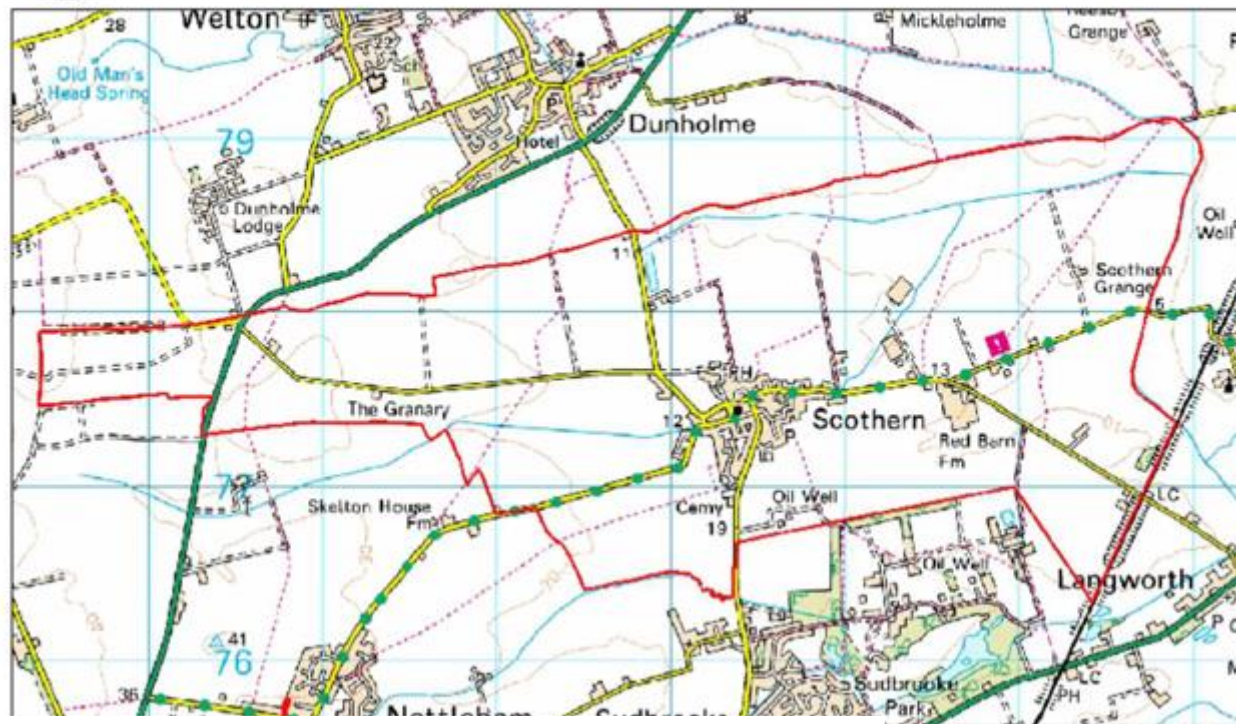 28
Welton
Mickleholme
Grange
Old Man's
Head Spring
Sch
79
Dunholme
Hotel
Dunholme
Lodge
11
Oil
Well
Scothern
Grange
5
The Granary
PH
13
12
Scothern
P
Red Barn
Fm
Skelton House
Fm
Cemy
19
Oil Well
LC
Oil Well
Langworth
41
76
36
Sudbrooke
Park
LC
PH
P
Nettleham
Sudbrooke